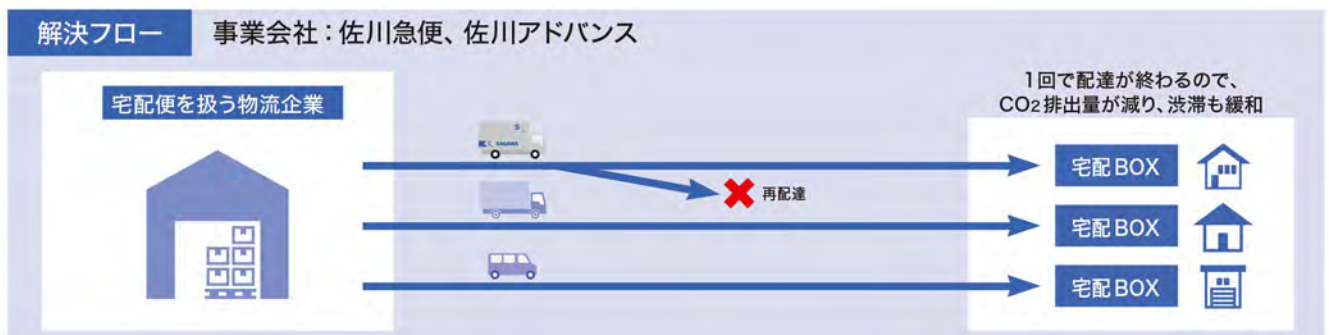 解決フロー
事業会社：佐川急便、佐川アドバンス
宅配便を扱う物流企業
1回で配達が終わるので、
CO2排出量が減り、渋滞も緩和
S
SAGAWA
再配達
宅配BOX
宅配BOX
宅配BOX